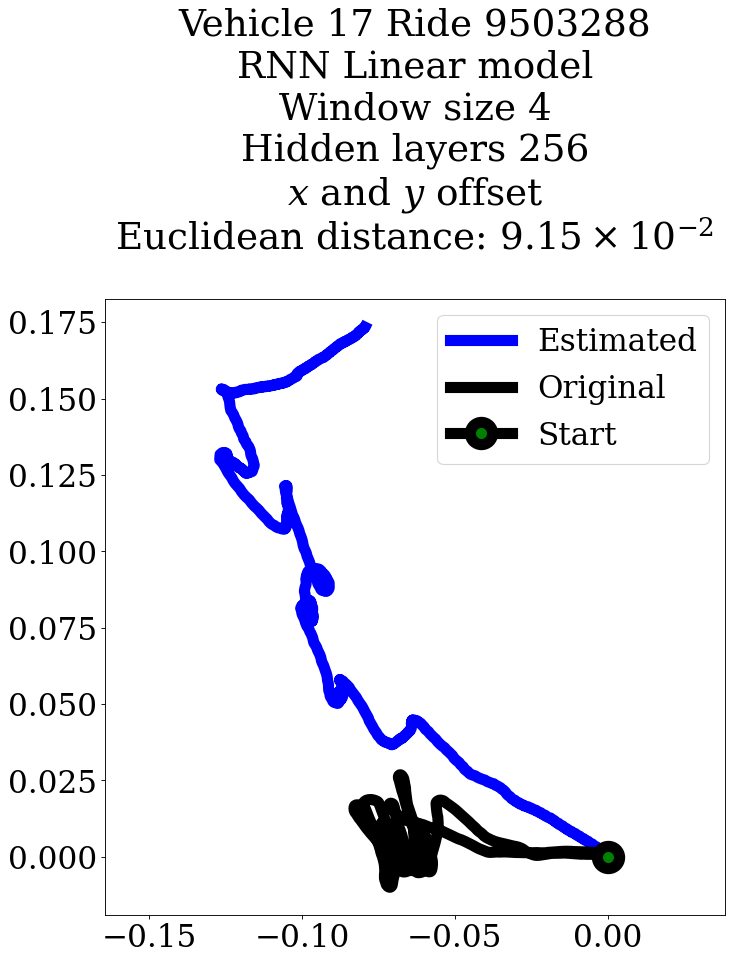 Vehicle 17 Ride 9503288
RNN Linear model
Window size 4
Hidden layers 256
x and y offset
Euclidean distance: 9.15 × 10⁻²
Estimated
Original
Start
0.175
0.150
0.125
0.100
0.075
0.050
0.025
0.000
−0.15
−0.10
−0.05
0.00